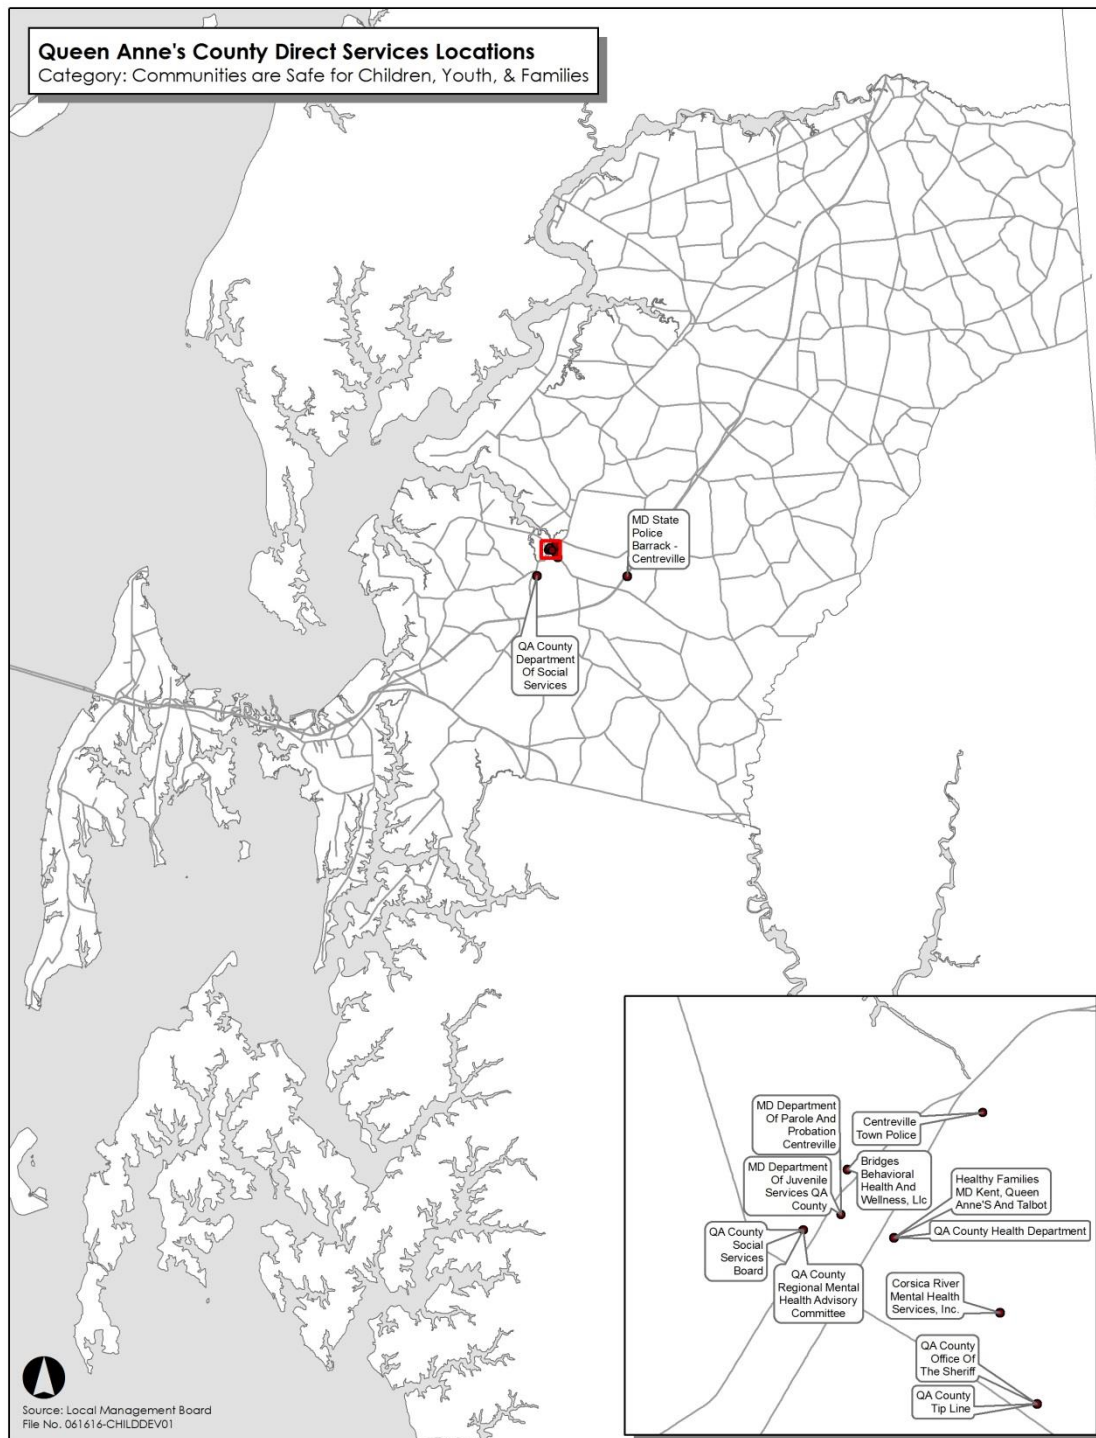 Queen Anne's County Direct Services Locations
Category: Communities are Safe for Children, Youth, & Families
MD State
Police
Barrack -
Centreville
QA County
Department
Of Social
Services
MD Department
Of Parole And
Probation
Centreville
Centreville
Town Police
MD Department
Of Juvenile
Services QA
County
Bridges
Behavioral
Health And
Wellness, Llc
Healthy Families
MD Kent, Queen
Anne'S And Talbot
QA County Health Department
QA County
Social
Services
Board
QA County
Regional Mental
Health Advisory
Committee
Corsica River
Mental Health
Services, Inc.
QA County
Office Of
The Sheriff
QA County
Tip Line
Source: Local Management Board
File No. 061616-CHILDDEV01